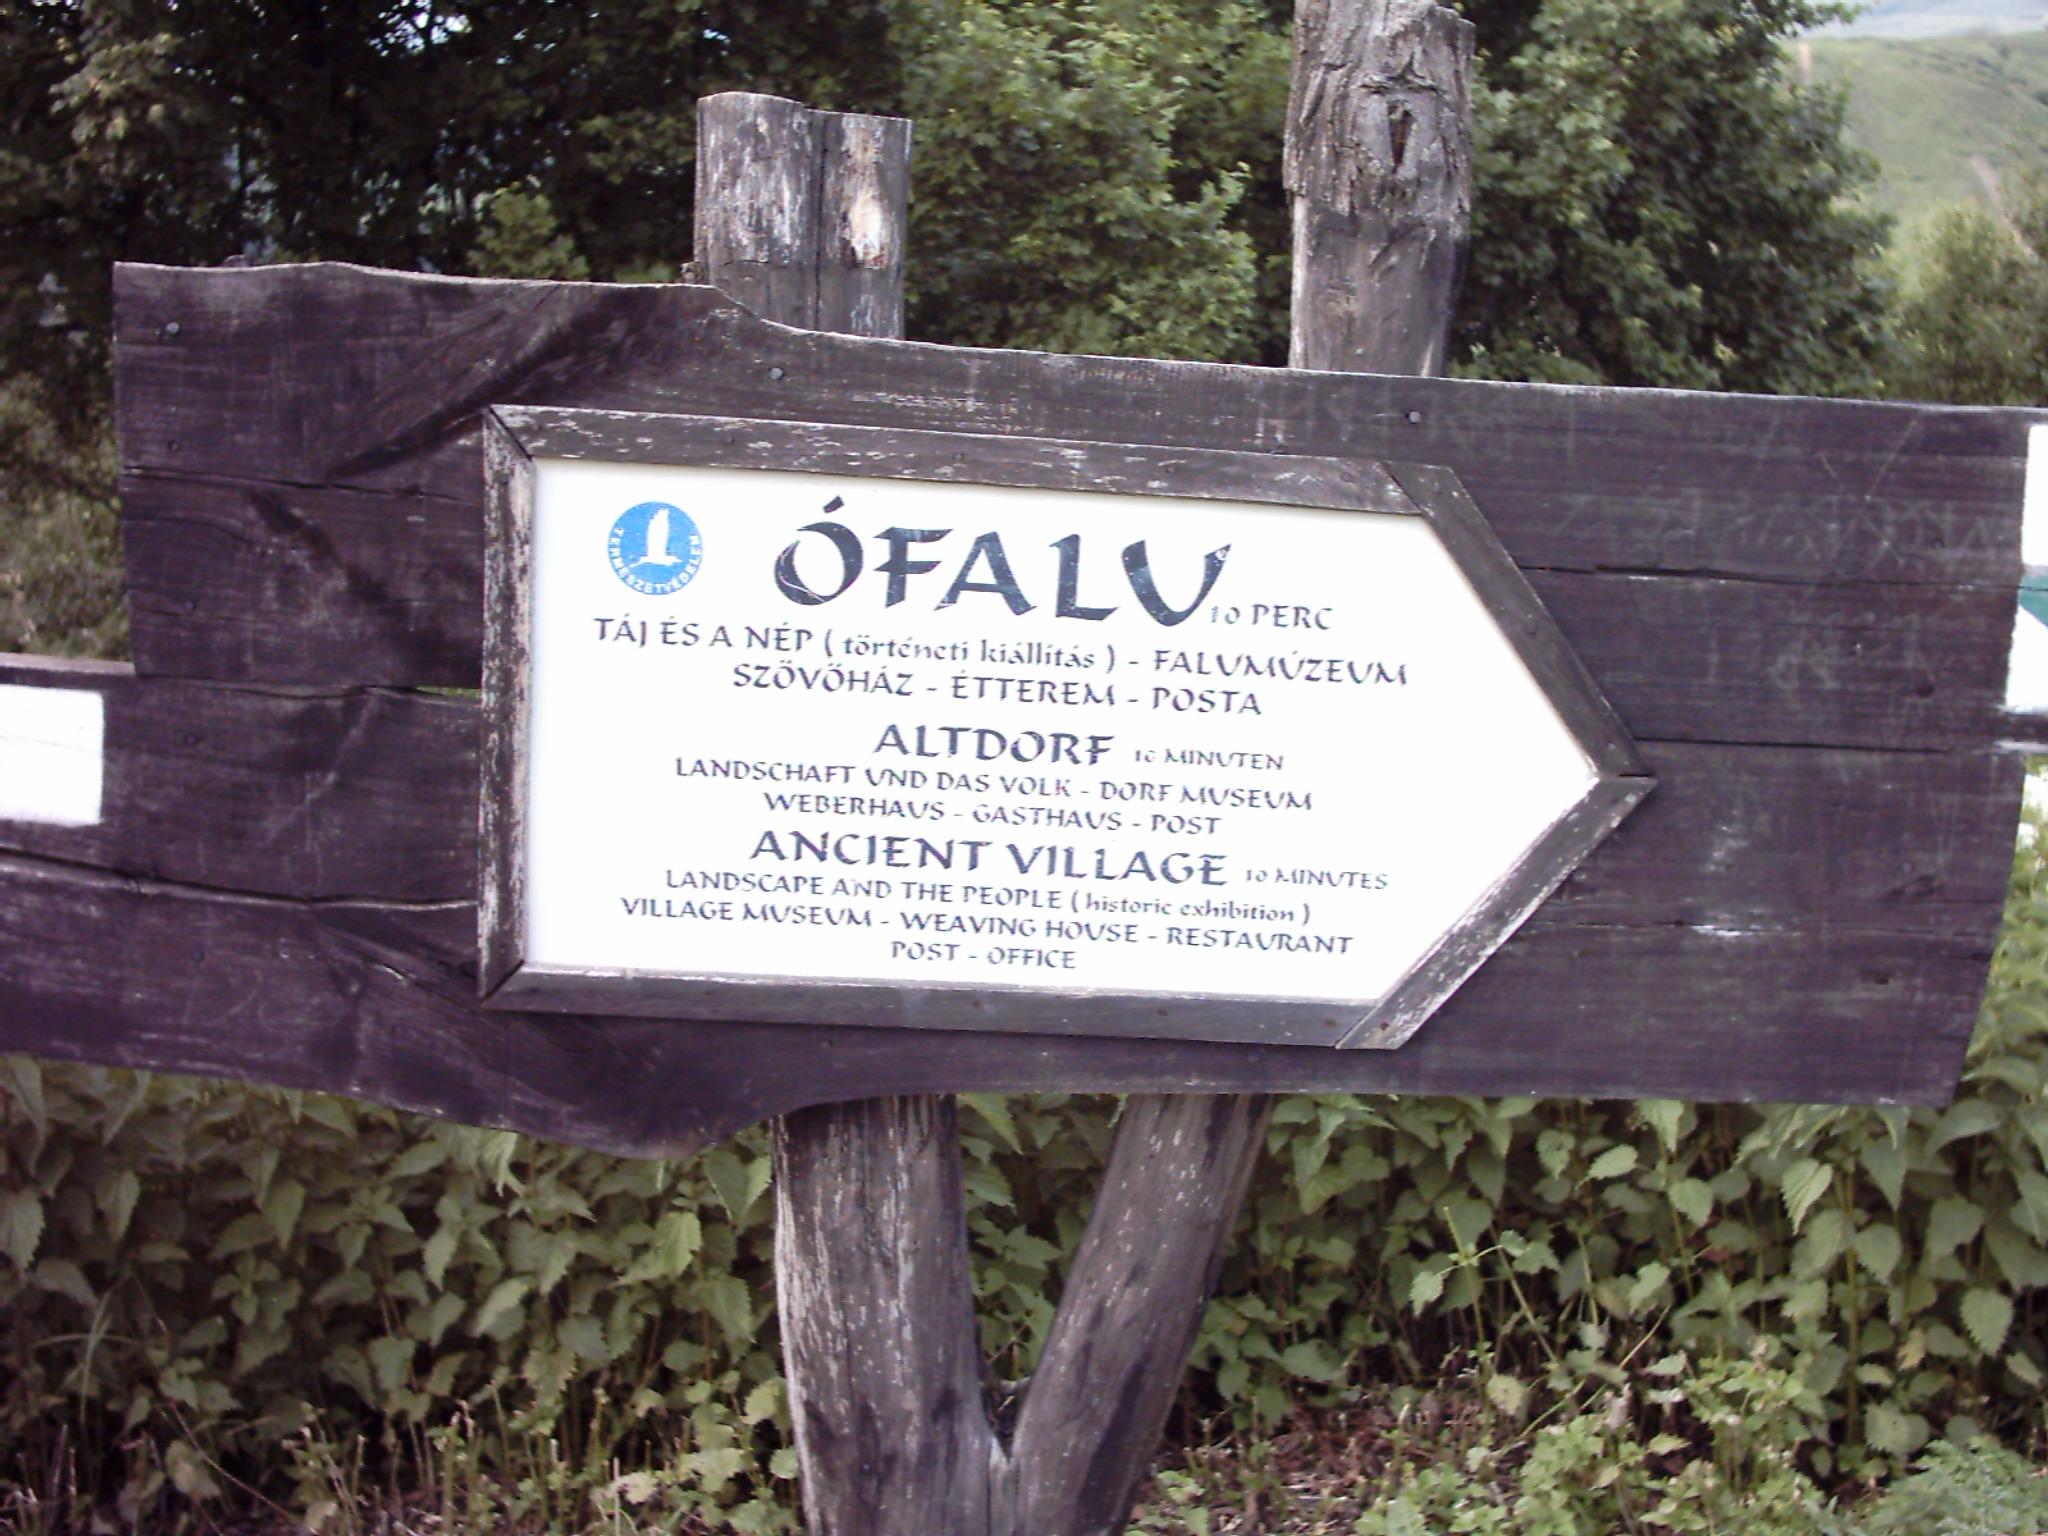 TERMÉSZETVÉDELEM
ÓFALU 10 PERC
TÁJ ÉS A NÉP ( történeti kiállítás ) - FALUMÚZEUM
SZŐVŐHÁZ - ÉTTEREM - POSTA
ALTDORF 10 MINUTEN
LANDSCHAFT UND DAS VOLK - DORF MUSEUM
WEBERHAUS - GASTHAUS - POST
ANCIENT VILLAGE 10 MINUTES
LANDSCAPE AND THE PEOPLE ( historic exhibition )
VILLAGE MUSEUM - WEAVING HOUSE - RESTAURANT
POST - OFFICE